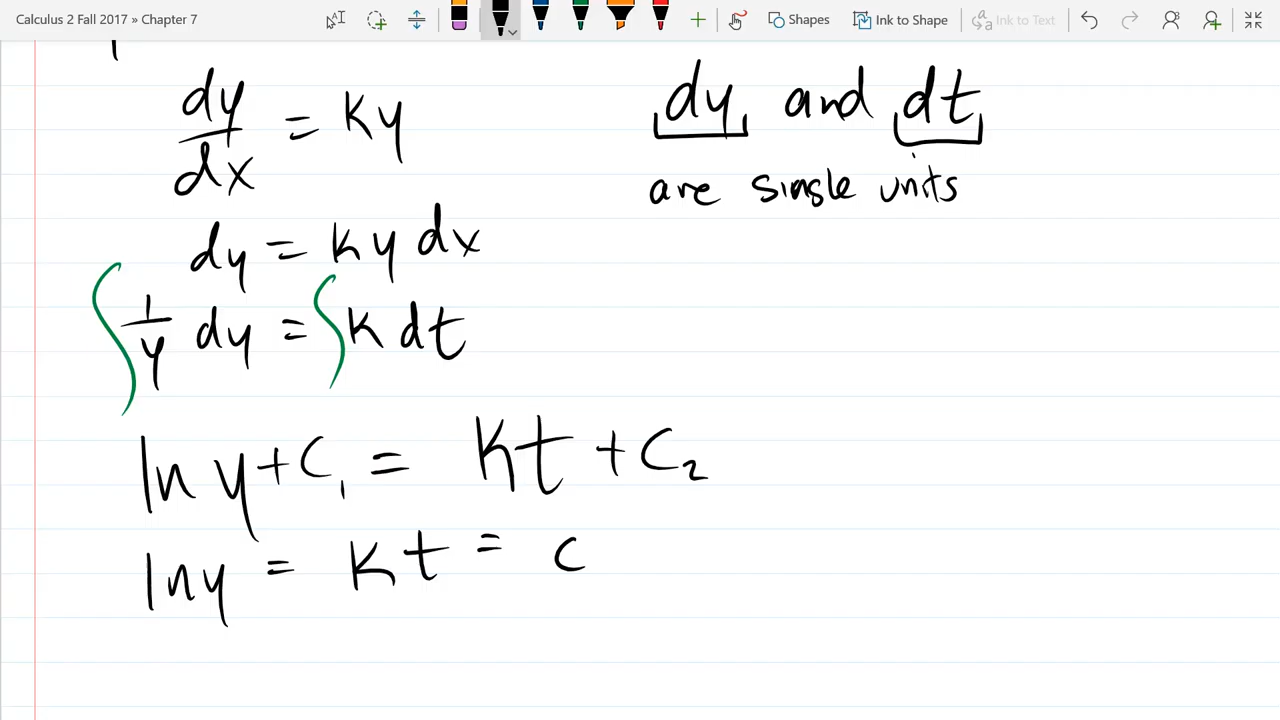 Calculus 2 Fall 2017 » Chapter 7
Shapes
Ink to Shape
Ink to Text
dy/dx = ky
dy and dt
are single units
dy = ky dx
∫ 1/y dy = ∫ k dt
ln y + C₁ = kt + C₂
ln y = kt = C